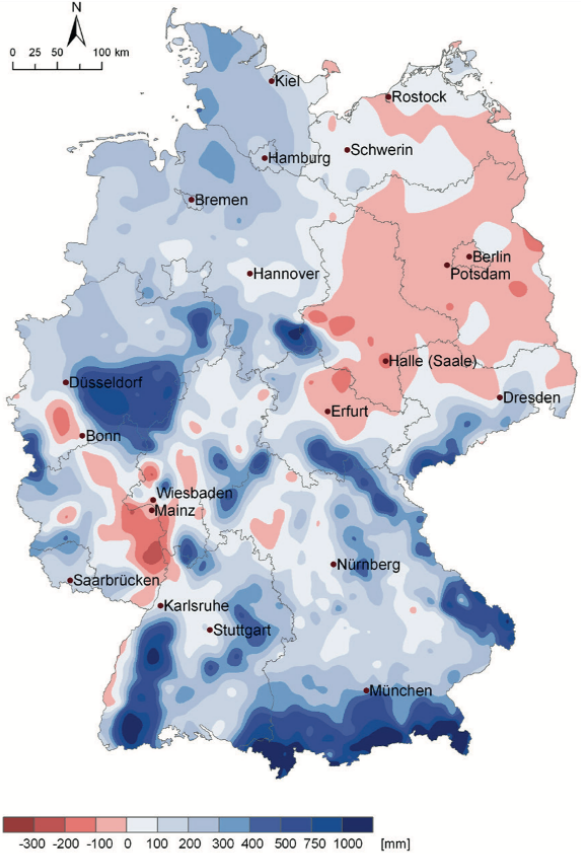 N
0 25 50 100 km
Kiel
Rostock
Schwerin
Hamburg
Bremen
Berlin
Potsdam
Hannover
Halle (Saale)
Düsseldorf
Dresden
Erfurt
Bonn
Wiesbaden
Mainz
Nürnberg
Saarbrücken
Karlsruhe
Stuttgart
München
-300 -200 -100 0 100 200 300 400 500 750 1000 [mm]